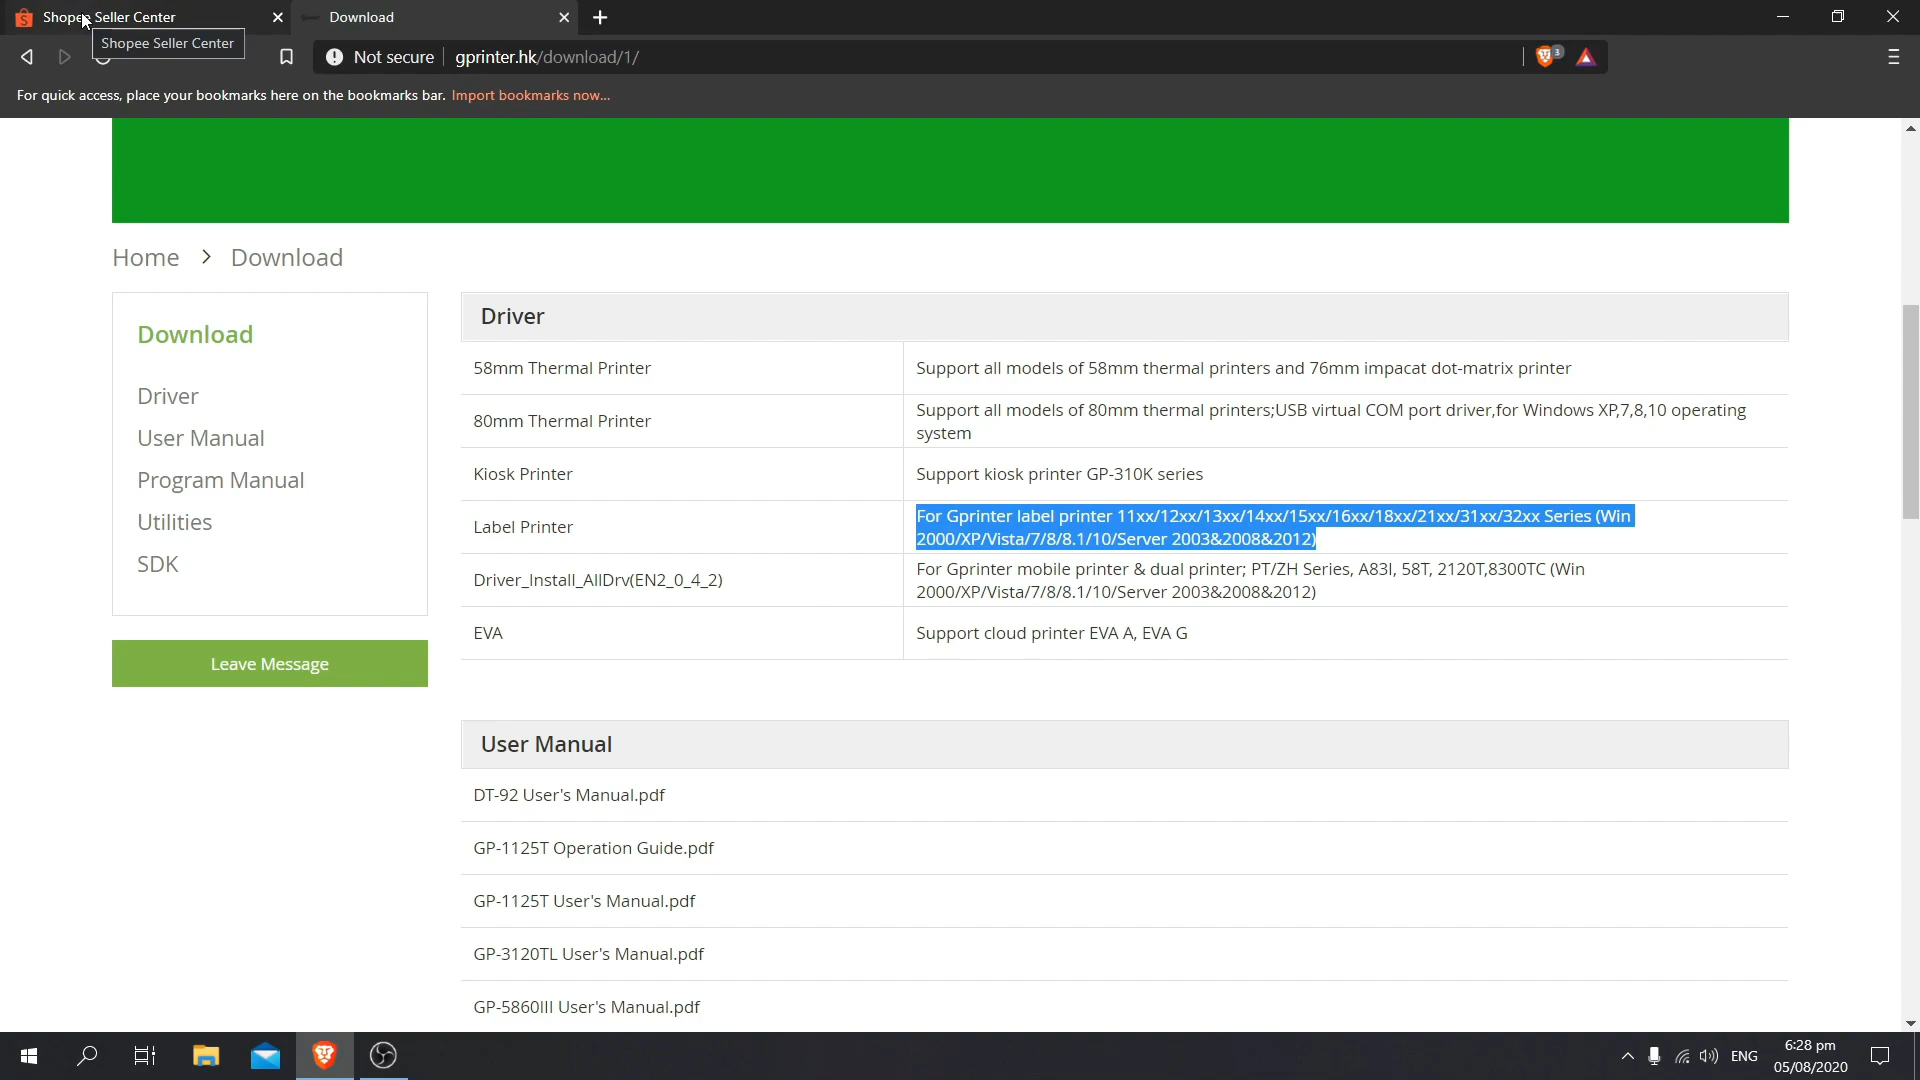 Shopee Seller Center
Download
Shopee Seller Center
Not secure
gprinter.hk/download/1/
3
For quick access, place your bookmarks here on the bookmarks bar. Import bookmarks now...
Home > Download
Download
Driver
User Manual
Program Manual
Utilities
SDK
Leave Message
Driver
58mm Thermal Printer
Support all models of 58mm thermal printers and 76mm impacat dot-matrix printer
80mm Thermal Printer
Support all models of 80mm thermal printers;USB virtual COM port driver,for Windows XP,7,8,10 operating
system
Kiosk Printer
Support kiosk printer GP-310K series
Label Printer
For Gprinter label printer 11xx/12xx/13xx/14xx/15xx/16xx/18xx/21xx/31xx/32xx Series (Win
2000/XP/Vista/7/8/8.1/10/Server 2003&2008&2012)
Driver_Install_AllDrv(EN2_0_4_2)
For Gprinter mobile printer & dual printer; PT/ZH Series, A83I, 58T, 2120T,8300TC (Win
2000/XP/Vista/7/8/8.1/10/Server 2003&2008&2012)
EVA
Support cloud printer EVA A, EVA G
User Manual
DT-92 User's Manual.pdf
GP-1125T Operation Guide.pdf
GP-1125T User's Manual.pdf
GP-3120TL User's Manual.pdf
GP-5860III User's Manual.pdf
ENG
6:28 pm
05/08/2020